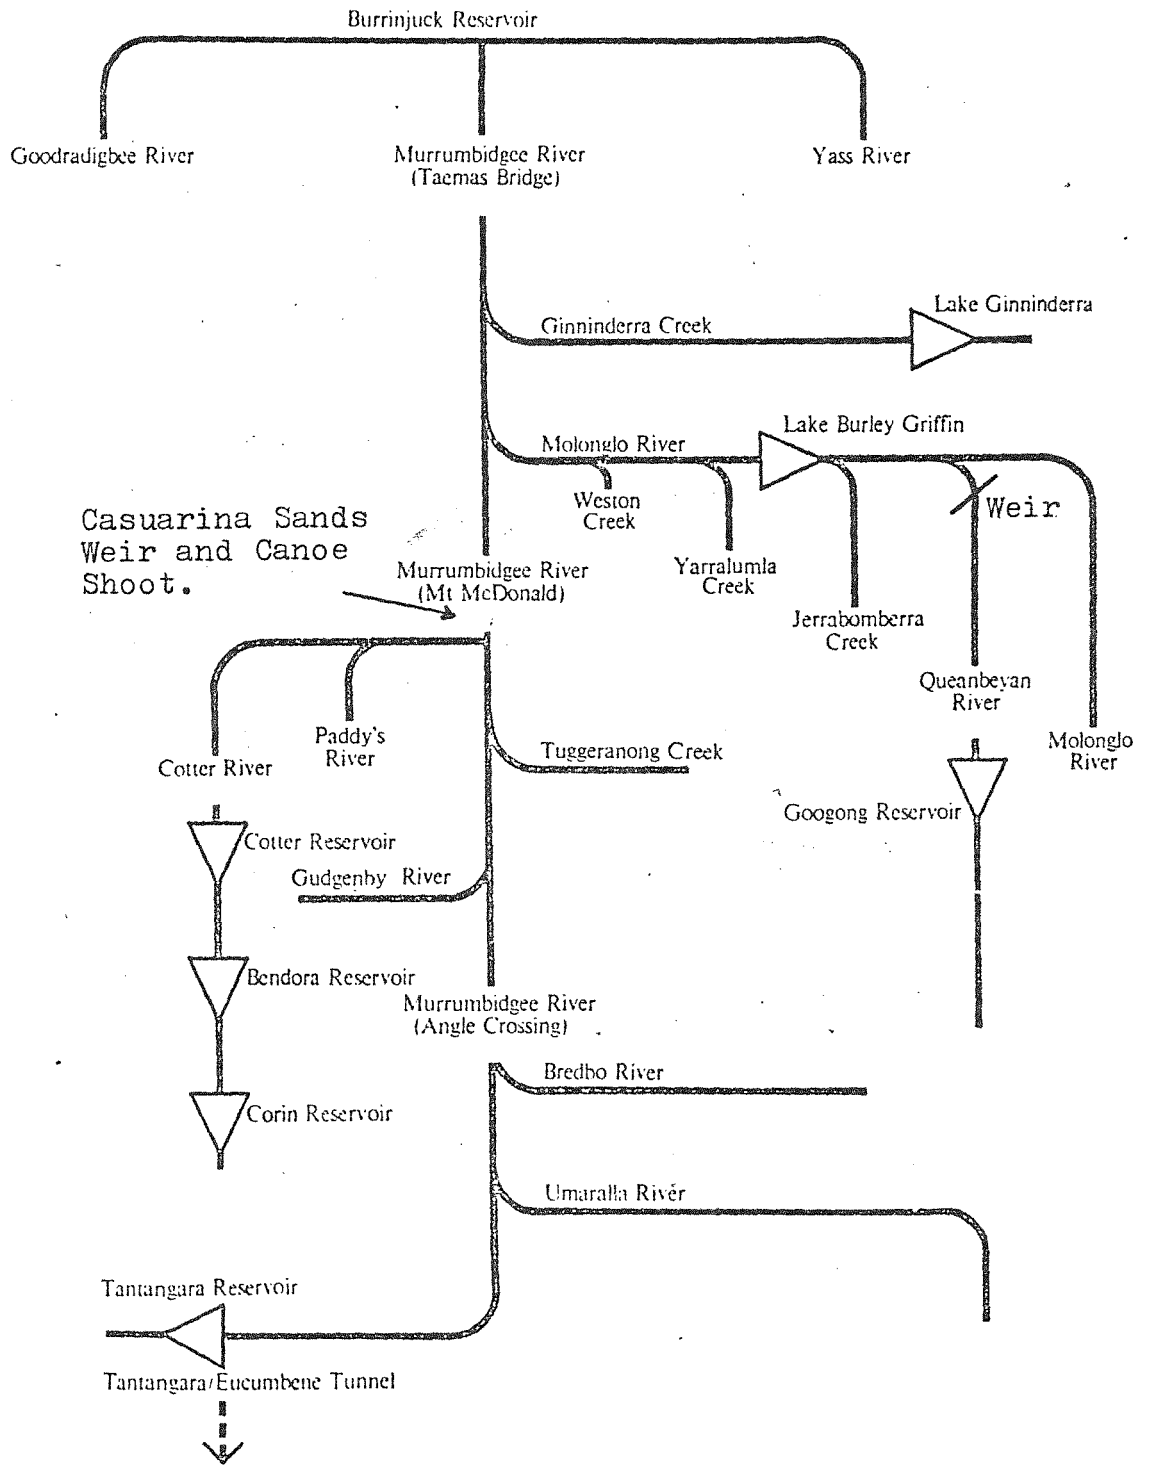 Burrinjuck Reservoir
Goodradigbee River
Murrumbidgee River
(Taemas Bridge)
Yass River
Lake Ginninderra
Ginninderra Creek
Lake Burley Griffin
Molonglo River
Weston
Creek
Weir
Casuarina Sands
Weir and Canoe
Shoot.
Yarralumla
Creek
Murrumbidgee River
(Mt McDonald)
Jerrabomberra
Creek
Queanbeyan
River
Paddy's
River
Tuggeranong Creek
Molonglo
River
Cotter River
Googong Reservoir
Cotter Reservoir
Gudgenby River
Bendora Reservoir
Murrumbidgee River
(Angle Crossing)
Bredbo River
Corin Reservoir
Umaralla River
Tantangara Reservoir
Tantangara/Eucumbene Tunnel